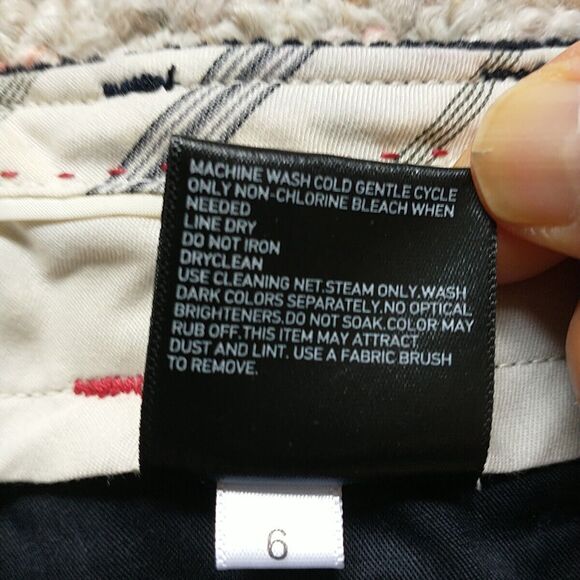 MACHINE WASH COLD GENTLE CYCLE
ONLY NON-CHLORINE BLEACH WHEN
NEEDED
LINE DRY
DO NOT IRON
DRYCLEAN
USE CLEANING NET.STEAM ONLY.WASH
DARK COLORS SEPARATELY.NO OPTICAL
BRIGHTENERS.DO NOT SOAK.COLOR MAY
RUB OFF.THIS ITEM MAY ATTRACT
DUST AND LINT. USE A FABRIC BRUSH
TO REMOVE.
6